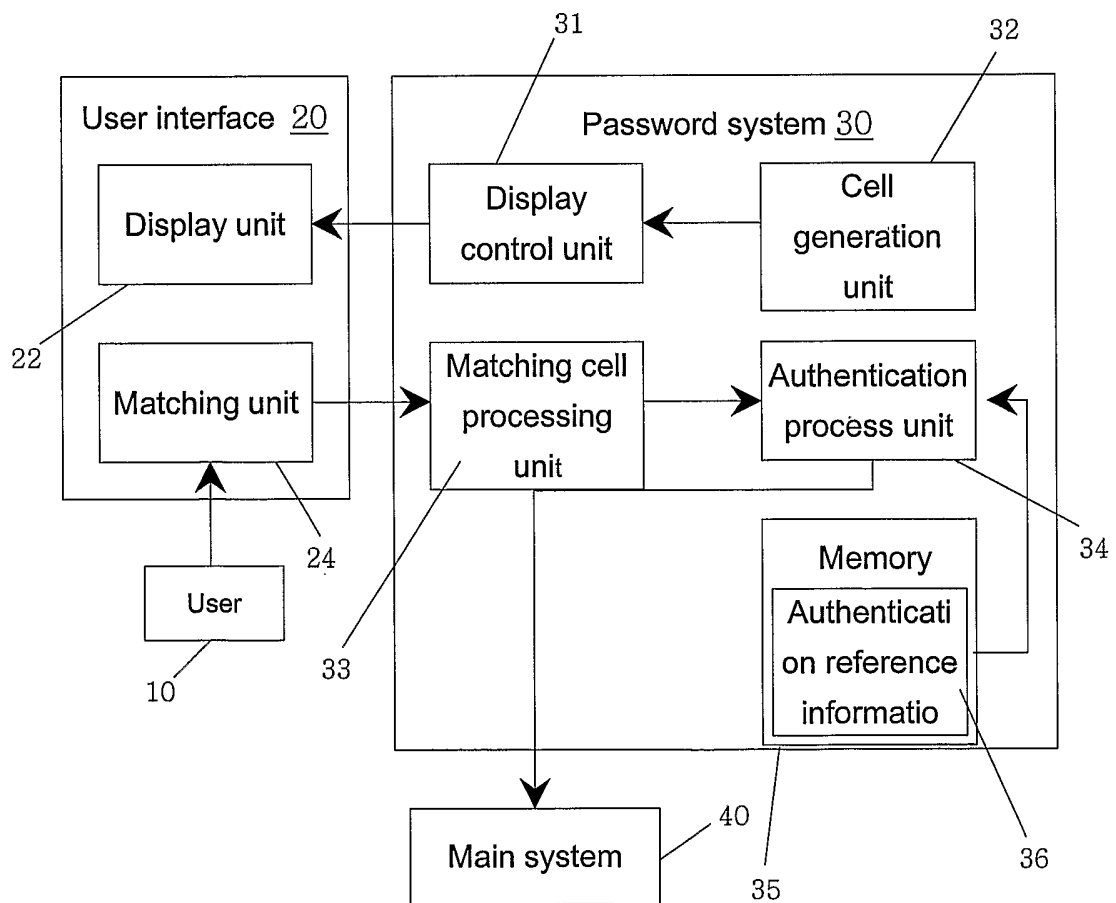 31
32
User interface 20
Password system 30
Display unit
Display
control unit
Cell
generation
unit
22
Matching unit
Matching cell
processing
unit
Authentication
process unit
24
34
User
Memory
Authenticati
on reference
informatio
10
33
Main system
40
35
36